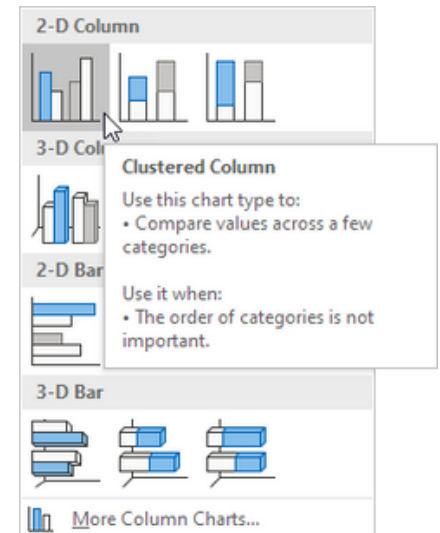 2-D Column
3-D Colu
Clustered Column
Use this chart type to:
• Compare values across a few
categories.
Use it when:
• The order of categories is not
important.
2-D Bar
3-D Bar
More Column Charts...